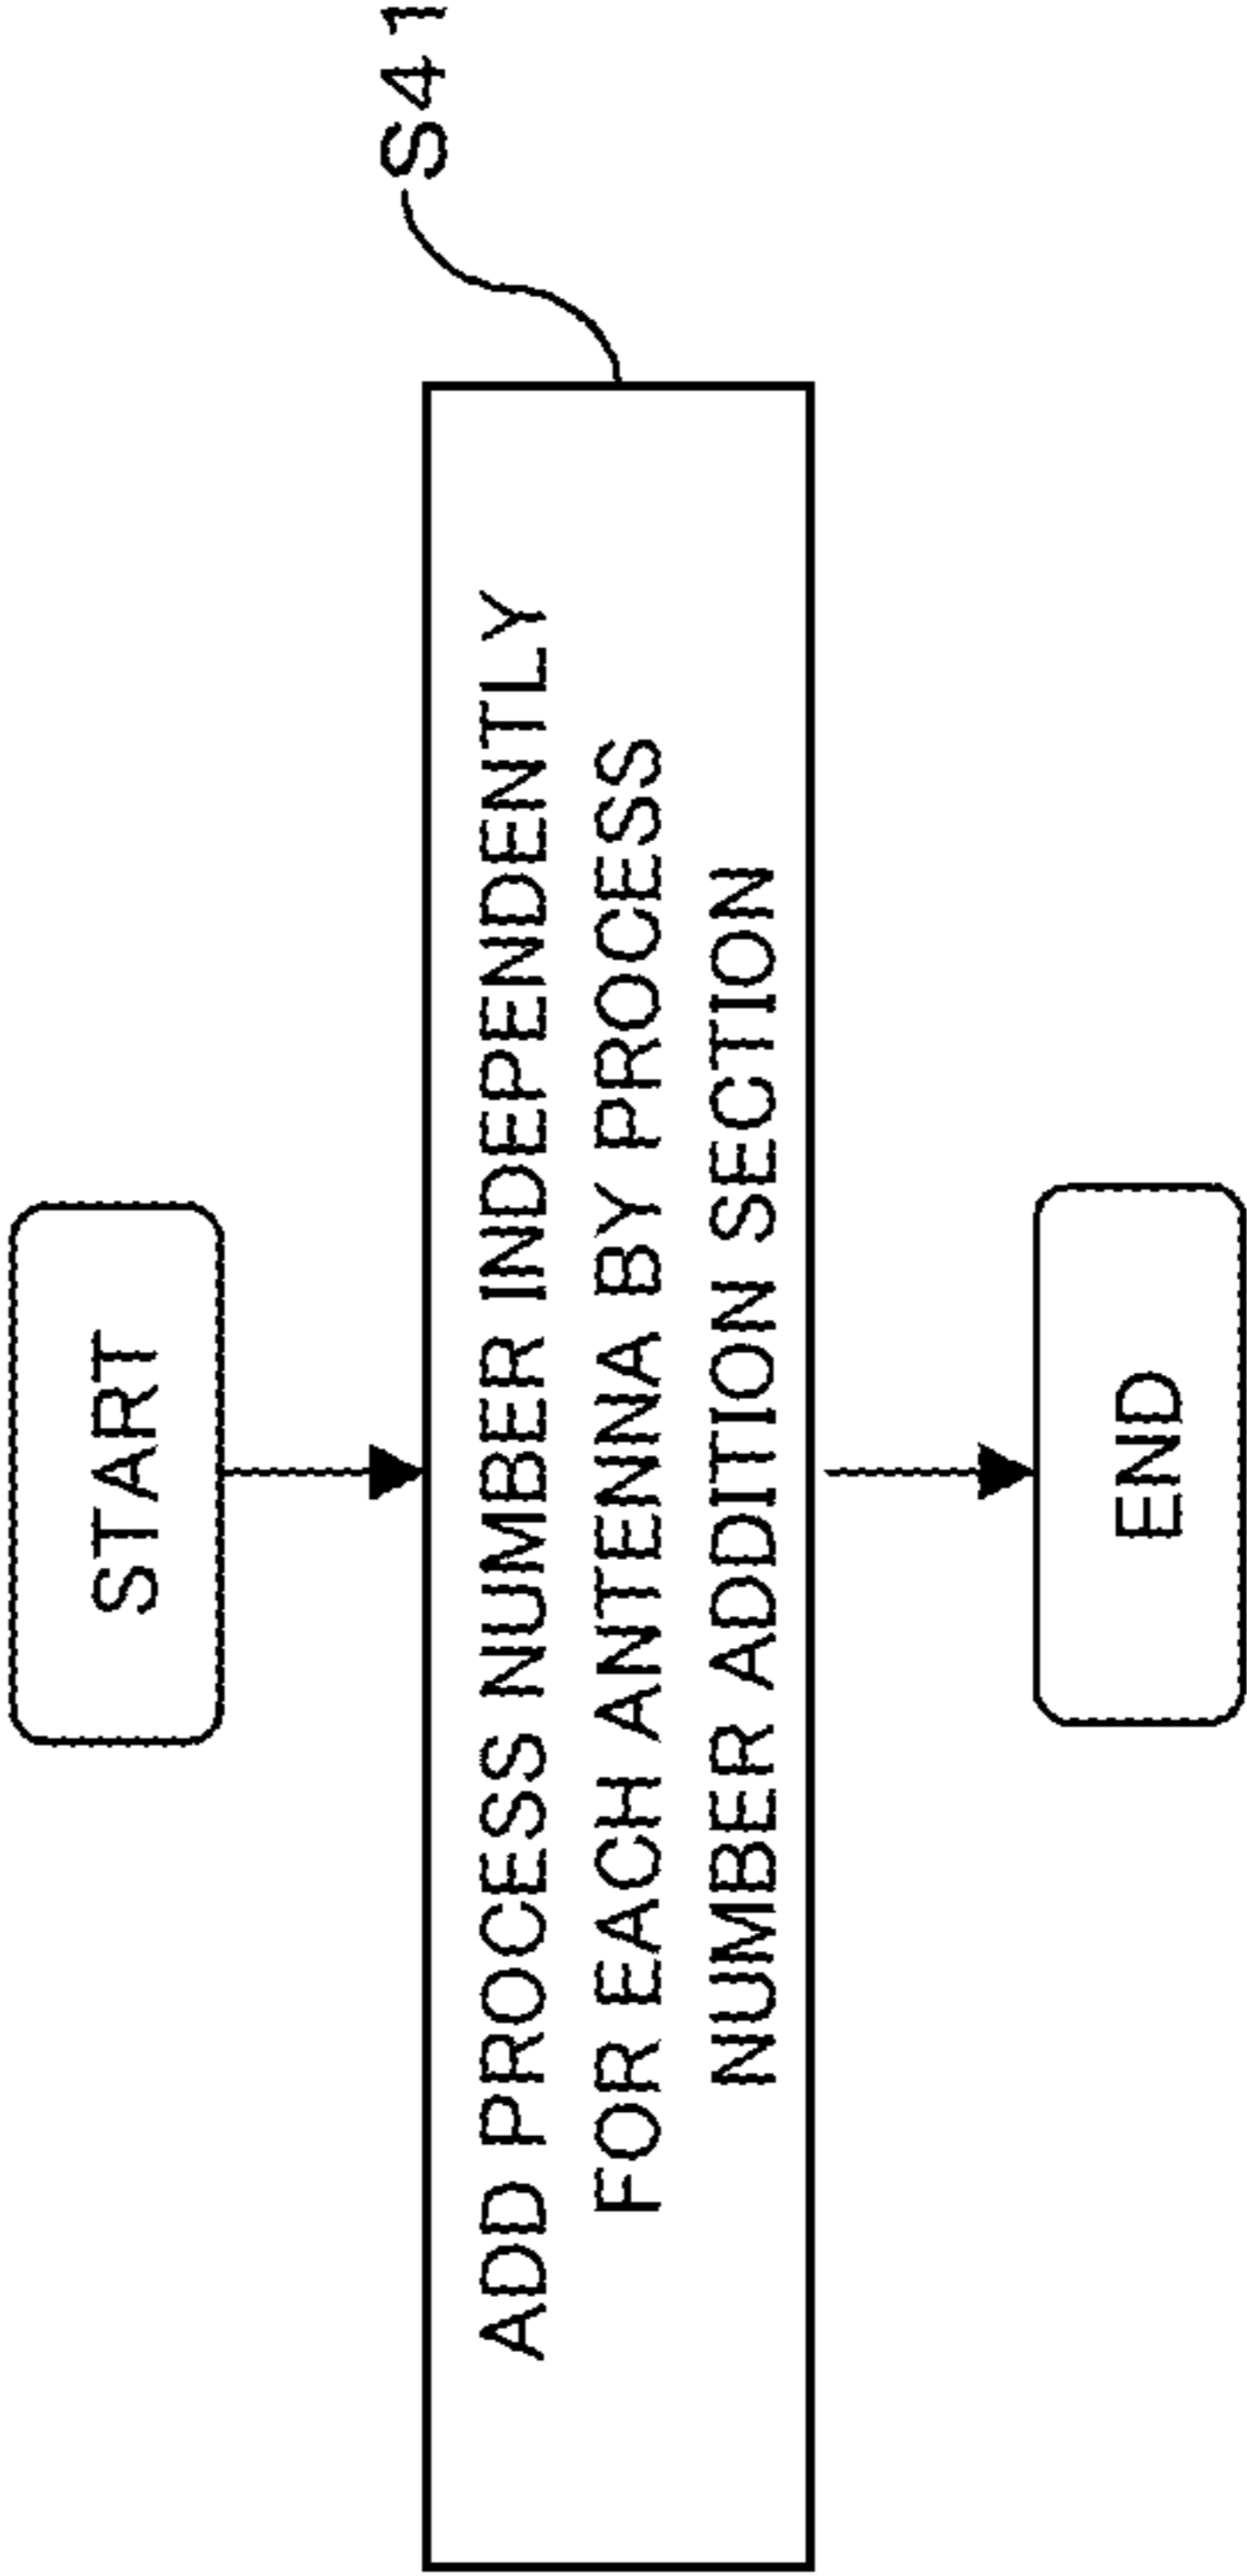 START
S41
ADD PROCESS NUMBER INDEPENDENTLY
FOR EACH ANTENNA BY PROCESS
NUMBER ADDITION SECTION
END